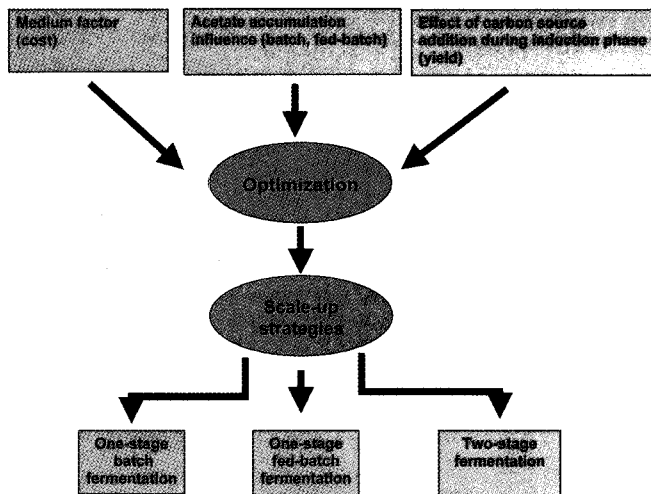 Medium factor
(cost)
Acetate accumulation
influence (batch, fed-batch)
Effect of carbon source
addition during induction phase
(yield)
Optimization
Scale-up
strategies
One-stage
batch
fermentation
One-stage
fed-batch
fermentation
Two-stage
fermentation